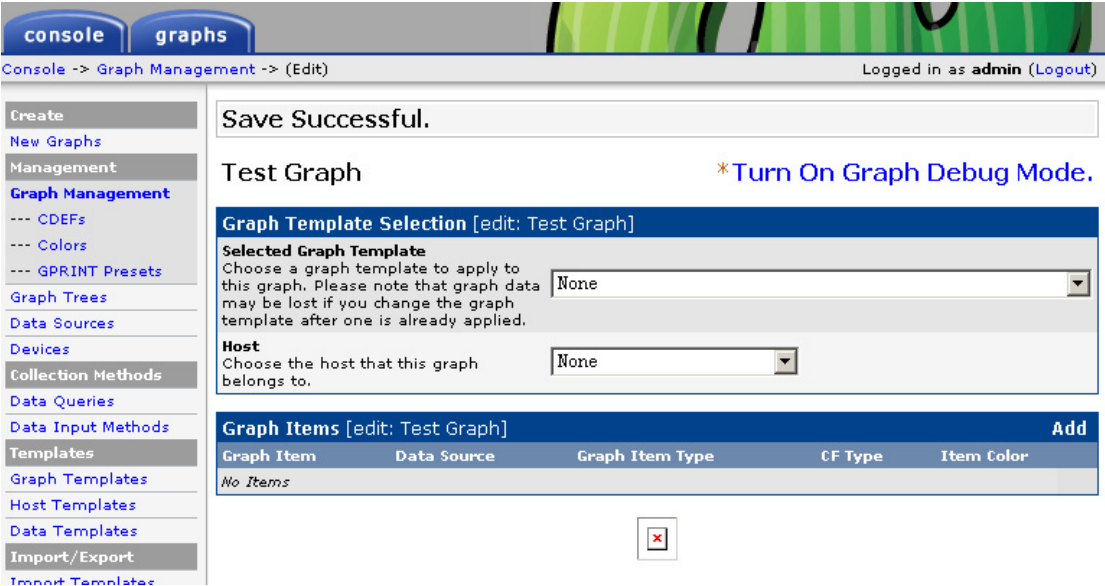 console graphs
Console -> Graph Management -> (Edit)
Logged in as admin (Logout)
Create
New Graphs
Management
Graph Management
--- CDEFs
--- Colors
--- GPRINT Presets
Graph Trees
Data Sources
Devices
Collection Methods
Data Queries
Data Input Methods
Templates
Graph Templates
Host Templates
Data Templates
Import/Export
Import Templates
Save Successful.
Test Graph
*Turn On Graph Debug Mode.
Graph Template Selection [edit: Test Graph]
Selected Graph Template
Choose a graph template to apply to
this graph. Please note that graph data
may be lost if you change the graph
template after one is already applied.
None
Host
Choose the host that this graph
belongs to.
None
Graph Items [edit: Test Graph] Add
Graph Item Data Source Graph Item Type CF Type Item Color
No Items